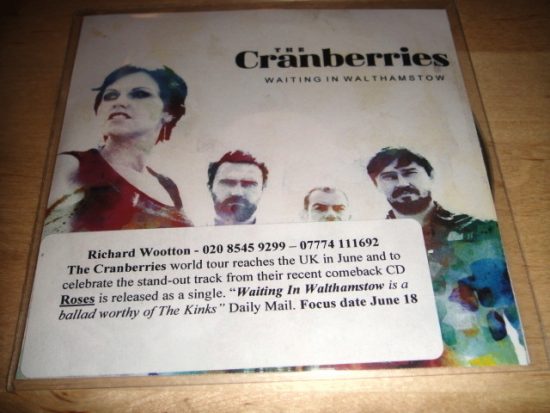 THE
Cranberries
WAITING IN WALTHAMSTOW
Richard Wootton - 020 8545 9299 – 07774 111692
The Cranberries world tour reaches the UK in June and to
celebrate the stand-out track from their recent comeback CD
Roses is released as a single. "Waiting In Walthamstow is a
ballad worthy of The Kinks" Daily Mail. Focus date June 18